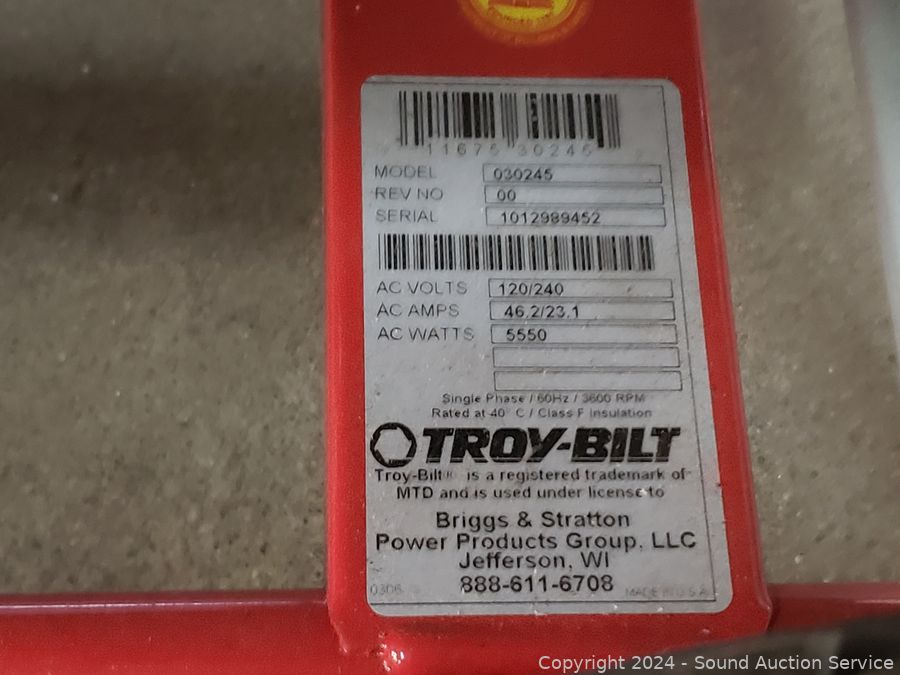 11675 30245
MODEL 030245
REV NO 00
SERIAL 1012989452
AC VOLTS 120/240
AC AMPS 46.2/23.1
AC WATTS 5550
Single Phase / 60Hz / 3600 RPM
Rated at 40° C / Class F Insulation
TROY-BILT
Troy-Bilt® is a registered trademark of
MTD and is used under license to
Briggs & Stratton
Power Products Group, LLC
Jefferson, WI
888-611-6708
0306 MADE IN U.S.A.
Copyright 2024 - Sound Auction Service